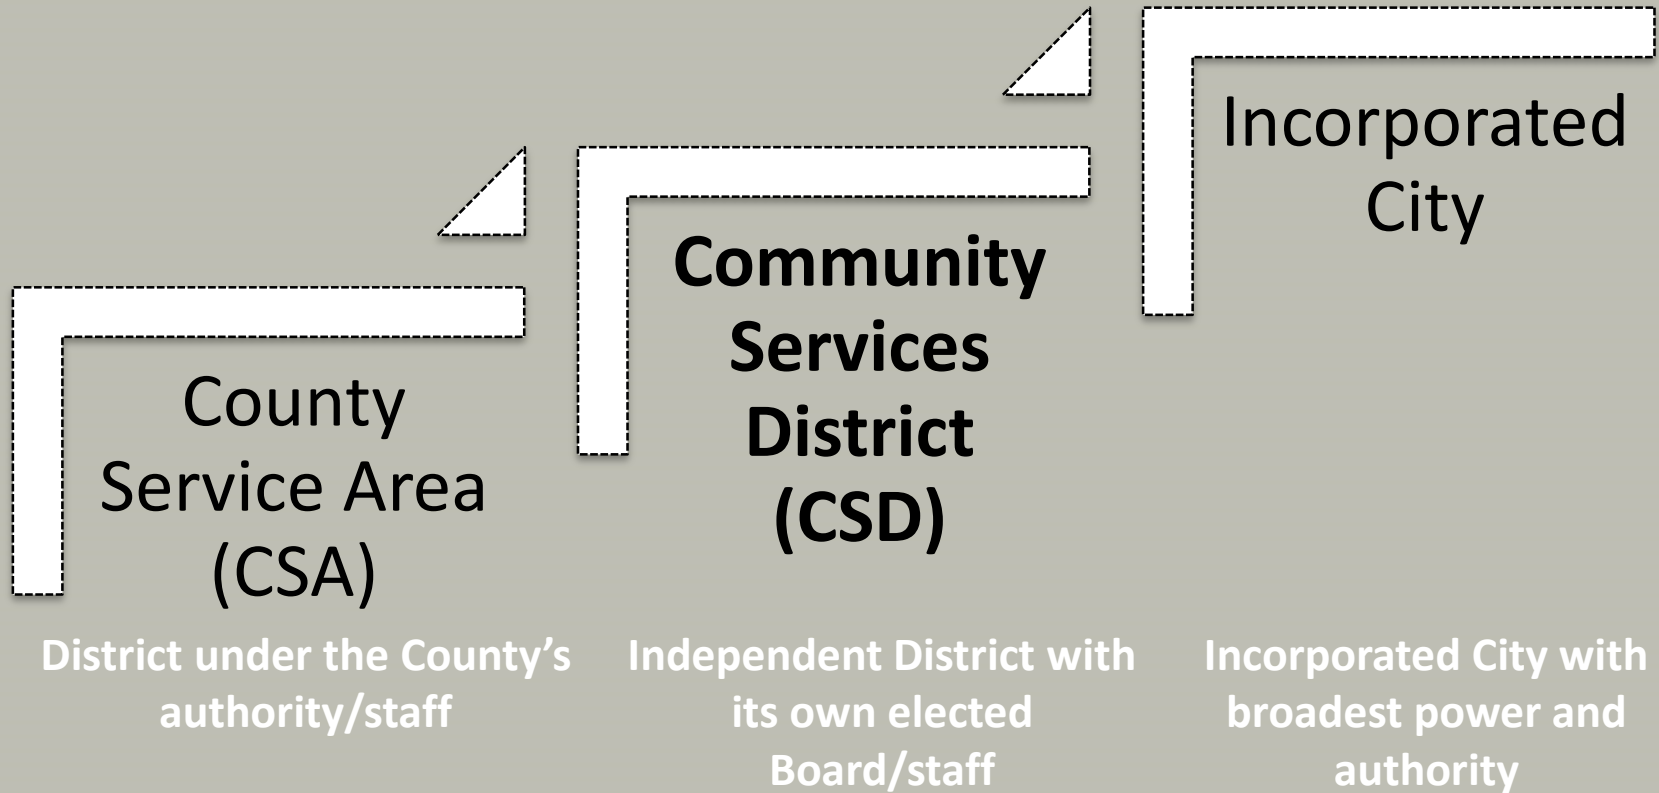 County
Service Area
(CSA)
District under the County’s
authority/staff
Community
Services
District
(CSD)
Independent District with
its own elected
Board/staff
Incorporated
City
Incorporated City with
broadest power and
authority